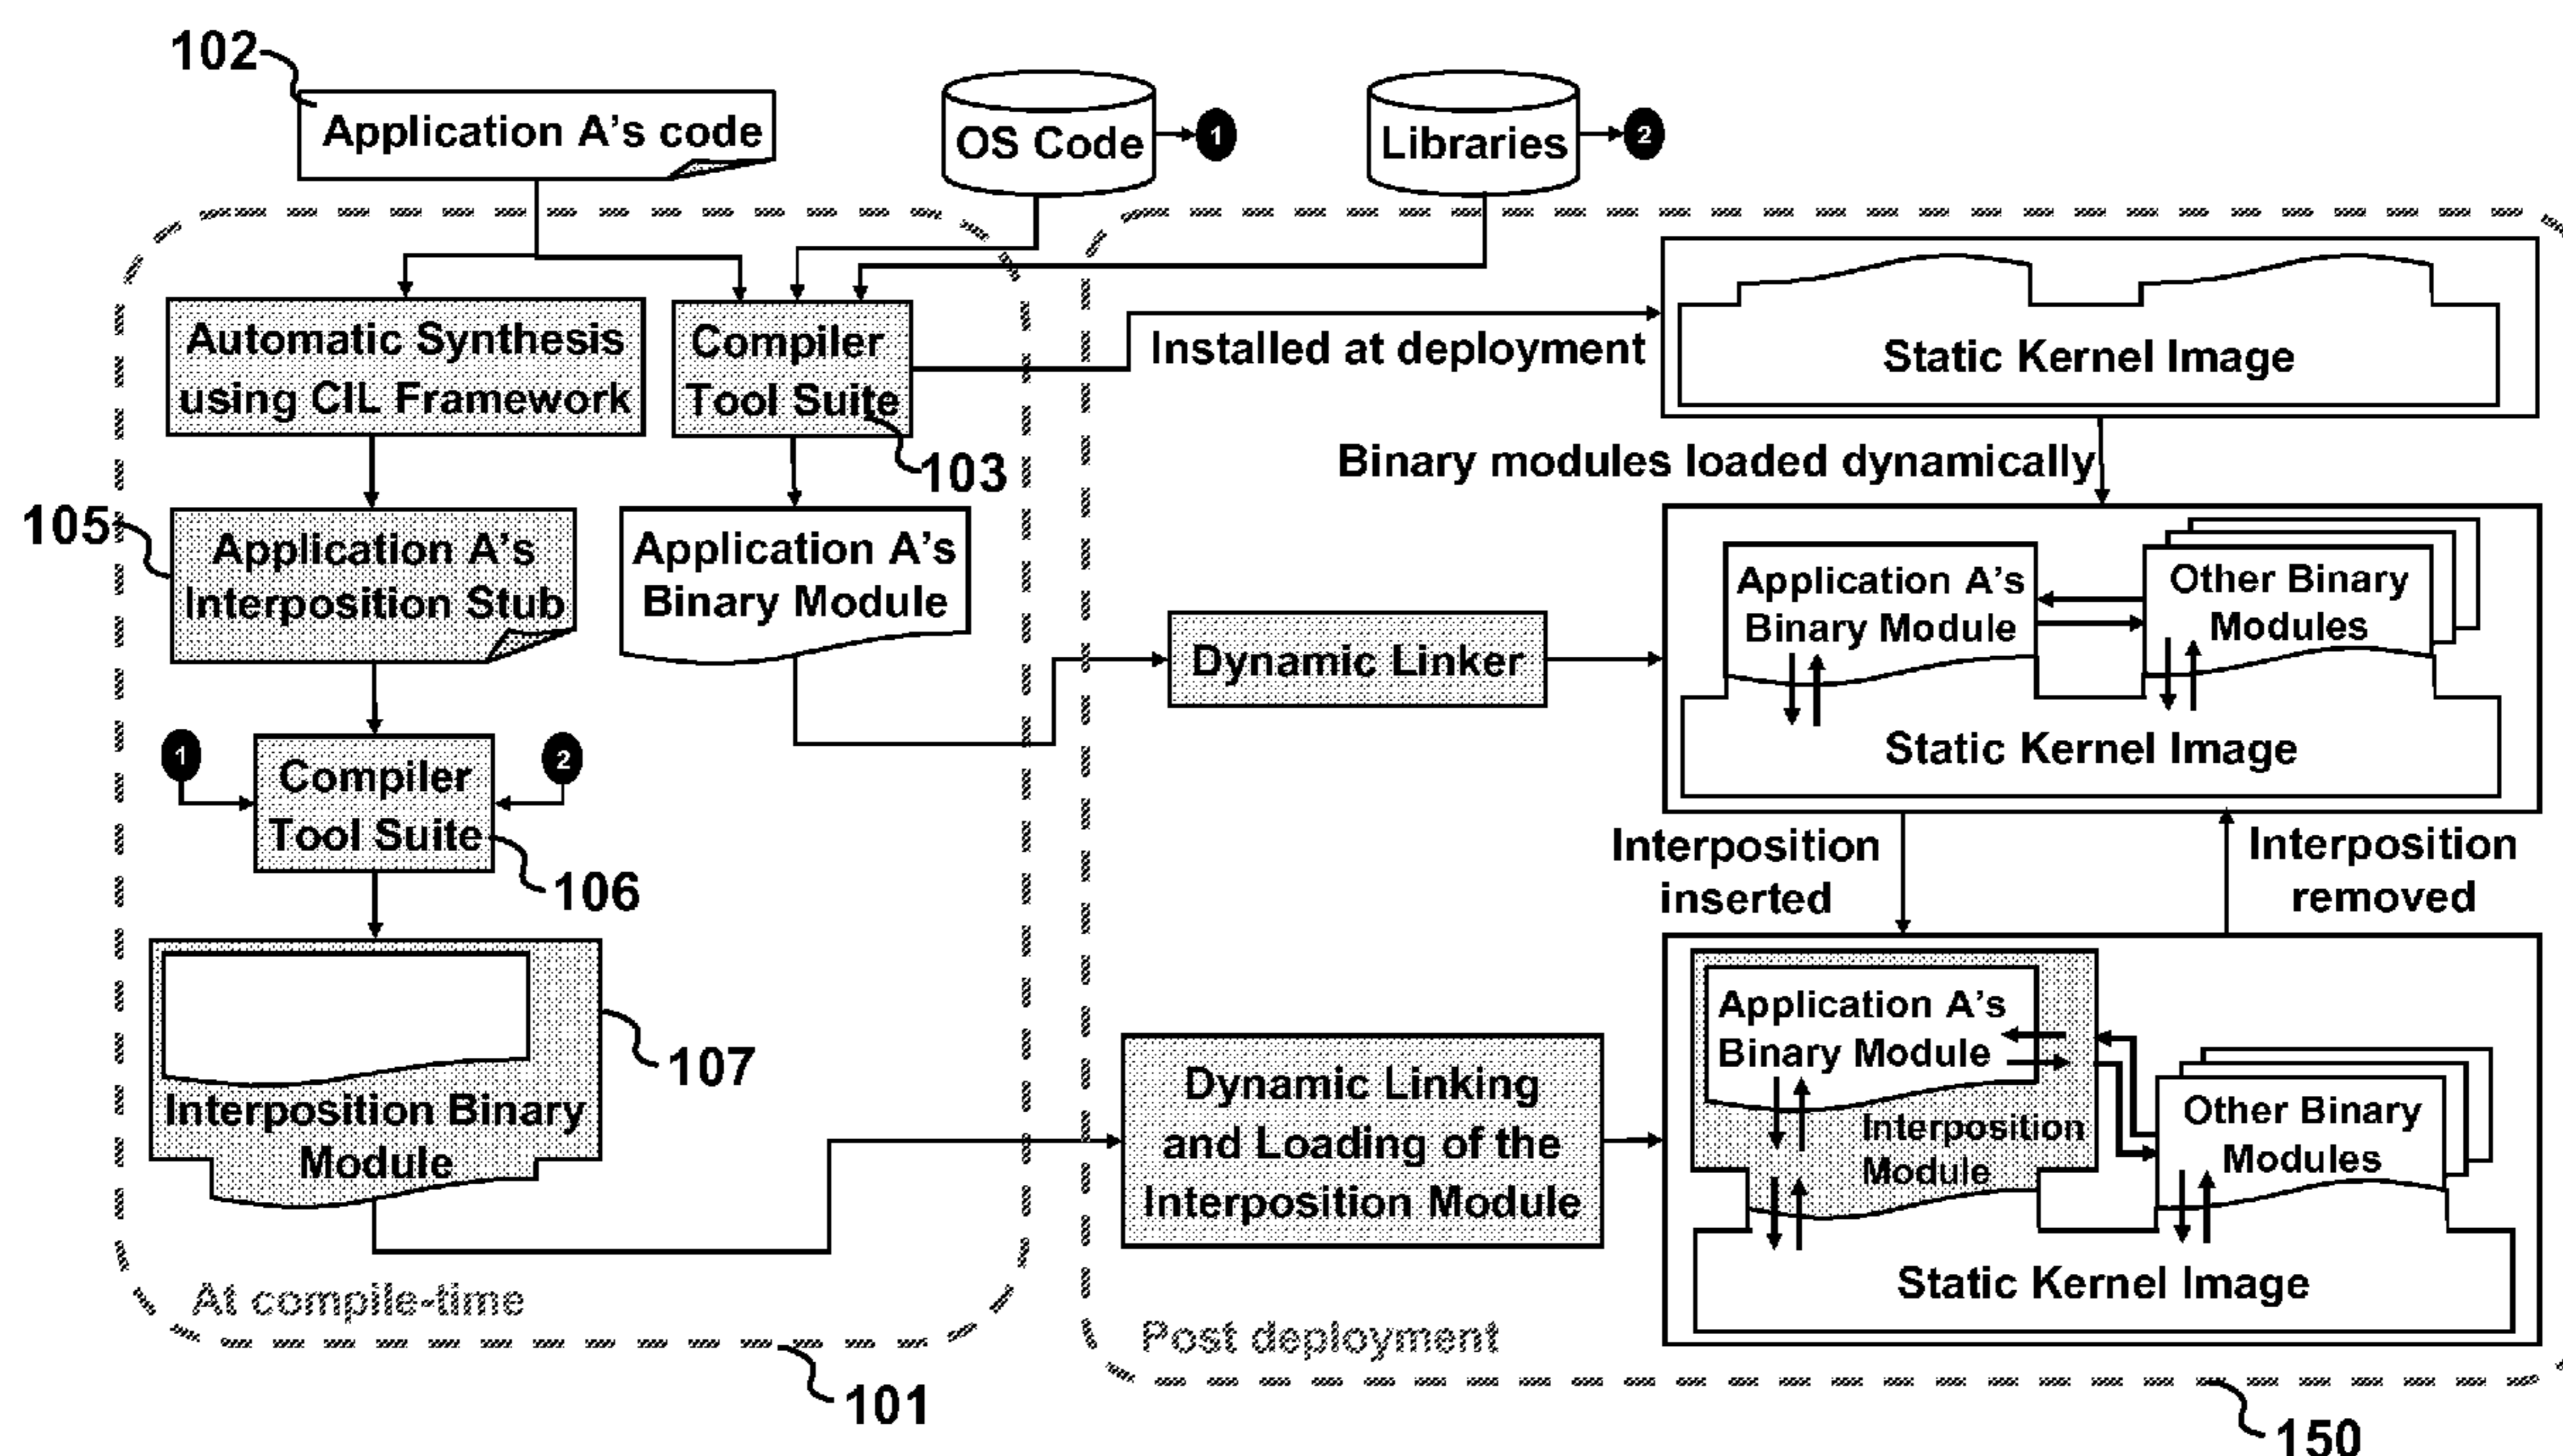 102
Application A's code
OS Code
1
Libraries
2
Automatic Synthesis
using CIL Framework
Compiler
Tool Suite
103
Installed at deployment
Static Kernel Image
Binary modules loaded dynamically
105
Application A's
Interposition Stub
Application A's
Binary Module
Dynamic Linker
Application A's
Binary Module
Other Binary
Modules
Static Kernel Image
1
Compiler
Tool Suite
2
106
Interposition
inserted
Interposition
removed
Interposition Binary
Module
107
Dynamic Linking
and Loading of the
Interposition Module
Application A's
Binary Module
Interposition
Module
Other Binary
Modules
Static Kernel Image
At compile-time
Post deployment
101
150